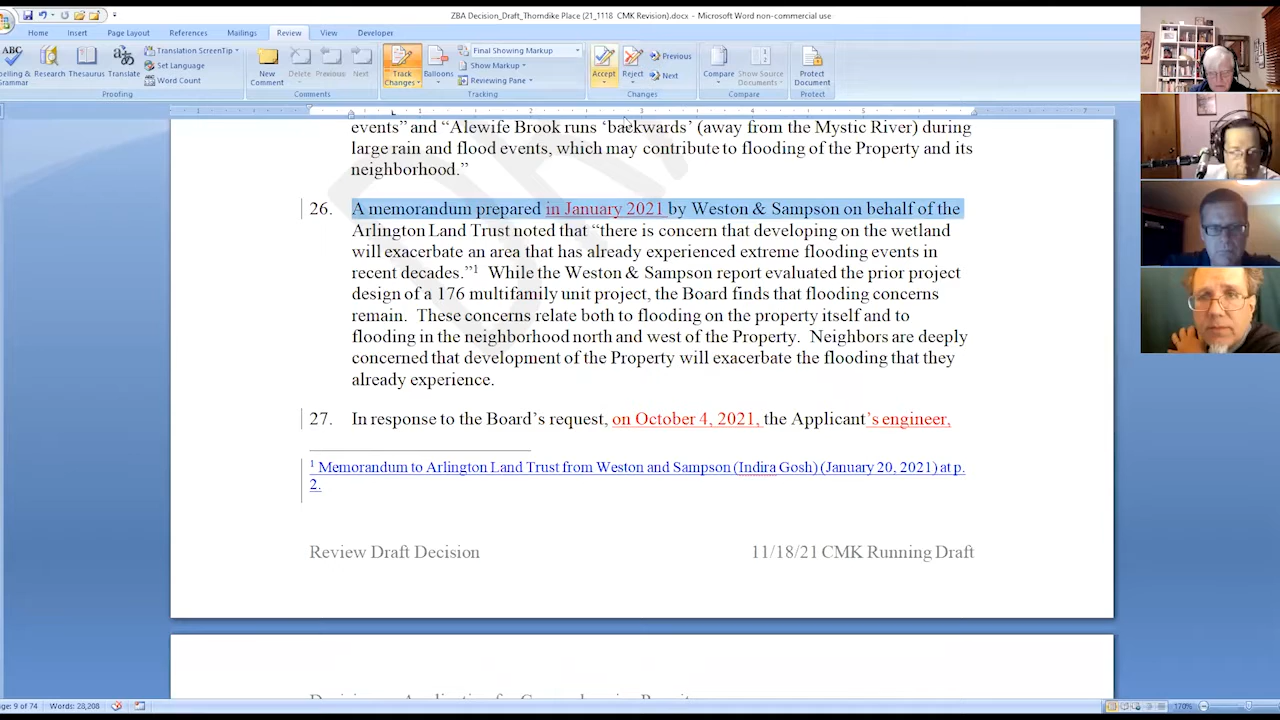 ZBA Decision_Draft_Thorndike Place (21_1118 CMK Revision).docx - Microsoft Word non-commercial use
Home Insert Page Layout References Mailings Review View Developer
ABC
Research Thesaurus Translate
Translation ScreenTip
Set Language
Word Count
New Comment
Delete Previous Next
Track Changes
Balloons
Final Showing Markup
Show Markup
Reviewing Pane
Accept Reject
Previous
Next
Compare
Show Source Documents
Protect Document
Comments Tracking Changes Compare Protect
events" and "Alewife Brook runs 'backwards' (away from the Mystic River) during
large rain and flood events, which may contribute to flooding of the Property and its
neighborhood."
26. A memorandum prepared in January 2021 by Weston & Sampson on behalf of the
Arlington Land Trust noted that "there is concern that developing on the wetland
will exacerbate an area that has already experienced extreme flooding events in
recent decades."1 While the Weston & Sampson report evaluated the prior project
design of a 176 multifamily unit project, the Board finds that flooding concerns
remain. These concerns relate both to flooding on the property itself and to
flooding in the neighborhood north and west of the Property. Neighbors are deeply
concerned that development of the Property will exacerbate the flooding that they
already experience.
27. In response to the Board's request, on October 4, 2021, the Applicant's engineer,
1 Memorandum to Arlington Land Trust from Weston and Sampson (Indira Gosh) (January 20, 2021) at p.
2.
Review Draft Decision 11/18/21 CMK Running Draft
age: 9 of 74 Words: 28,208 170%